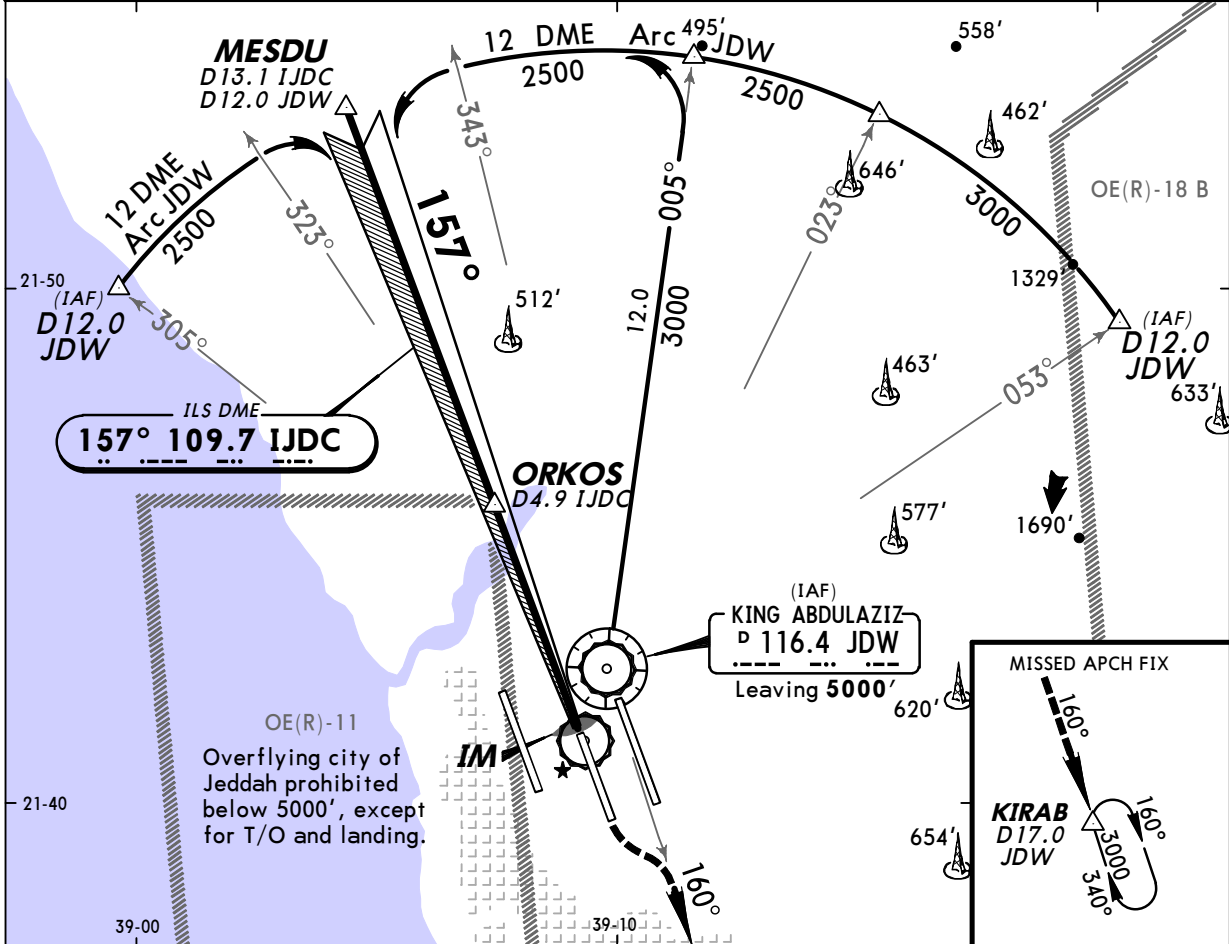 12 DME Arc JDW
495'
558'
MESDU
D13.1 IJDC
D12.0 JDW
2500
2500
343°
462'
646'
12 DME
Arc JDW
2500
323°
157°
005°
023°
3000
OE(R)-18 B
21-50
(IAF)
D12.0
JDW
305°
512'
12.0
3000
1329'
(IAF)
D12.0
JDW
053°
463'
633'
ILS DME
157° 109.7 IJDC
ORKOS
D4.9 IJDC
577'
1690'
(IAF)
KING ABDULAZIZ
D 116.4 JDW
Leaving 5000'
MISSED APCH FIX
160°
620'
OE(R)-11
Overflying city of
Jeddah prohibited
below 5000', except
for T/O and landing.
IM
21-40
KIRAB
D17.0
JDW
160°
3000
340°
654'
160°
39-00
39-10